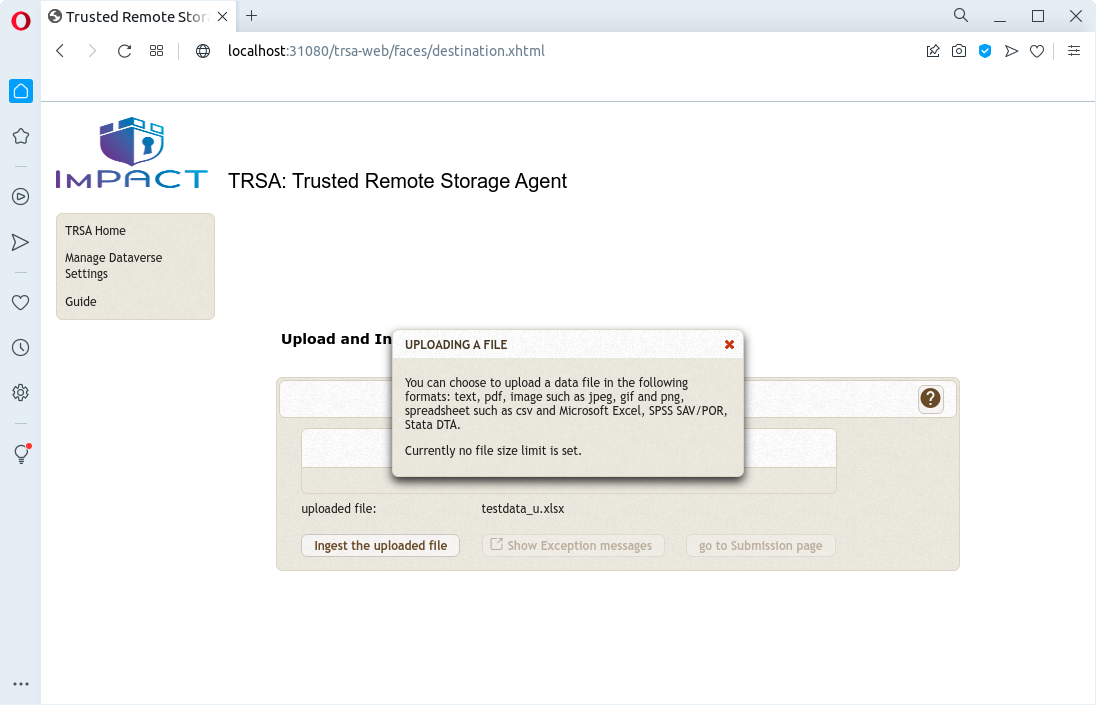 Trusted Remote Stor
localhost:31080/trsa-web/faces/destination.xhtml
IMPACT
TRSA: Trusted Remote Storage Agent
TRSA Home
Manage Dataverse
Settings
Guide
Upload and In
UPLOADING A FILE
You can choose to upload a data file in the following
formats: text, pdf, image such as jpeg, gif and png,
spreadsheet such as csv and Microsoft Excel, SPSS SAV/POR,
Stata DTA.
Currently no file size limit is set.
?
uploaded file: testdata_u.xlsx
Ingest the uploaded file Show Exception messages go to Submission page